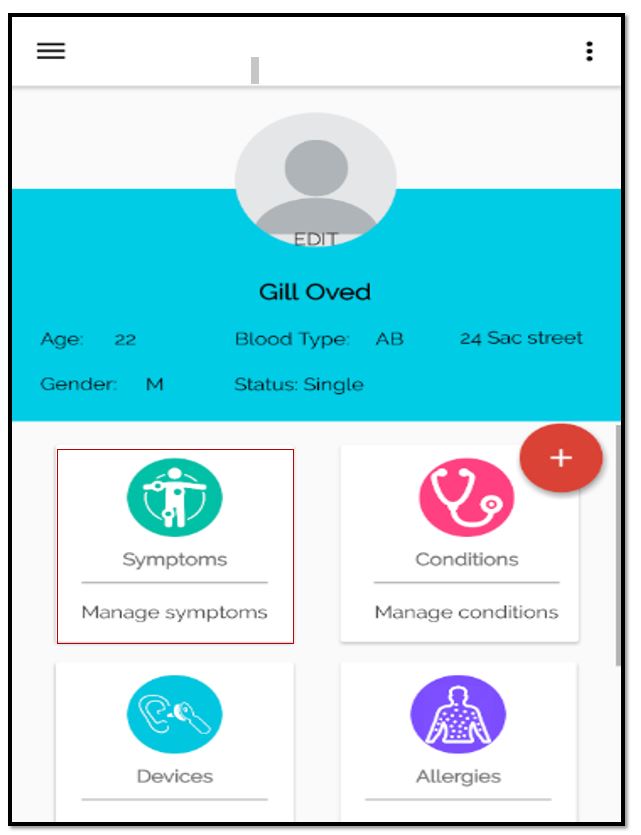 EDIT
Gill Oved
Age: 22 Blood Type: AB 24 Sac street
Gender: M Status: Single
+
Symptoms Conditions
Manage symptoms Manage conditions
Devices Allergies